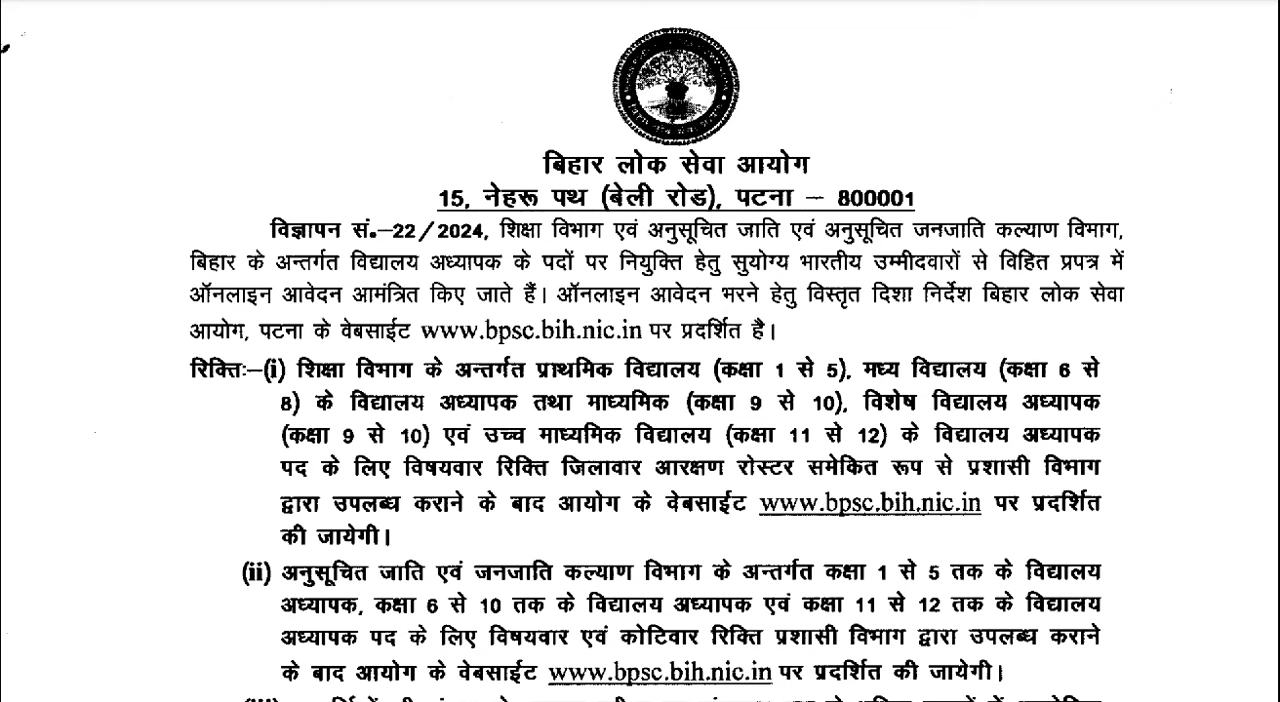 बिहार लोक सेवा आयोग
15, नेहरू पथ (बेली रोड), पटना – 800001
विज्ञापन सं.–22/2024, शिक्षा विभाग एवं अनुसूचित जाति एवं अनुसूचित जनजाति कल्याण विभाग,
बिहार के अन्तर्गत विद्यालय अध्यापक के पदों पर नियुक्ति हेतु सुयोग्य भारतीय उम्मीदवारों से विहित प्रपत्र में
ऑनलाइन आवेदन आमंत्रित किए जाते हैं। ऑनलाइन आवेदन भरने हेतु विस्तृत दिशा निर्देश बिहार लोक सेवा
आयोग, पटना के वेबसाईट www.bpsc.bih.nic.in पर प्रदर्शित है।
रिक्तिः–(i) शिक्षा विभाग के अन्तर्गत प्राथमिक विद्यालय (कक्षा 1 से 5), मध्य विद्यालय (कक्षा 6 से
8) के विद्यालय अध्यापक तथा माध्यमिक (कक्षा 9 से 10), विशेष विद्यालय अध्यापक
(कक्षा 9 से 10) एवं उच्च माध्यमिक विद्यालय (कक्षा 11 से 12) के विद्यालय अध्यापक
पद के लिए विषयवार रिक्ति जिलावार आरक्षण रोस्टर समेकित रूप से प्रशासी विभाग
द्वारा उपलब्ध कराने के बाद आयोग के वेबसाईट www.bpsc.bih.nic.in पर प्रदर्शित
की जायेगी।
(ii) अनुसूचित जाति एवं जनजाति कल्याण विभाग के अन्तर्गत कक्षा 1 से 5 तक के विद्यालय
अध्यापक, कक्षा 6 से 10 तक के विद्यालय अध्यापक एवं कक्षा 11 से 12 तक के विद्यालय
अध्यापक पद के लिए विषयवार एवं कोटिवार रिक्ति प्रशासी विभाग द्वारा उपलब्ध कराने
के बाद आयोग के वेबसाईट www.bpsc.bih.nic.in पर प्रदर्शित की जायेगी।